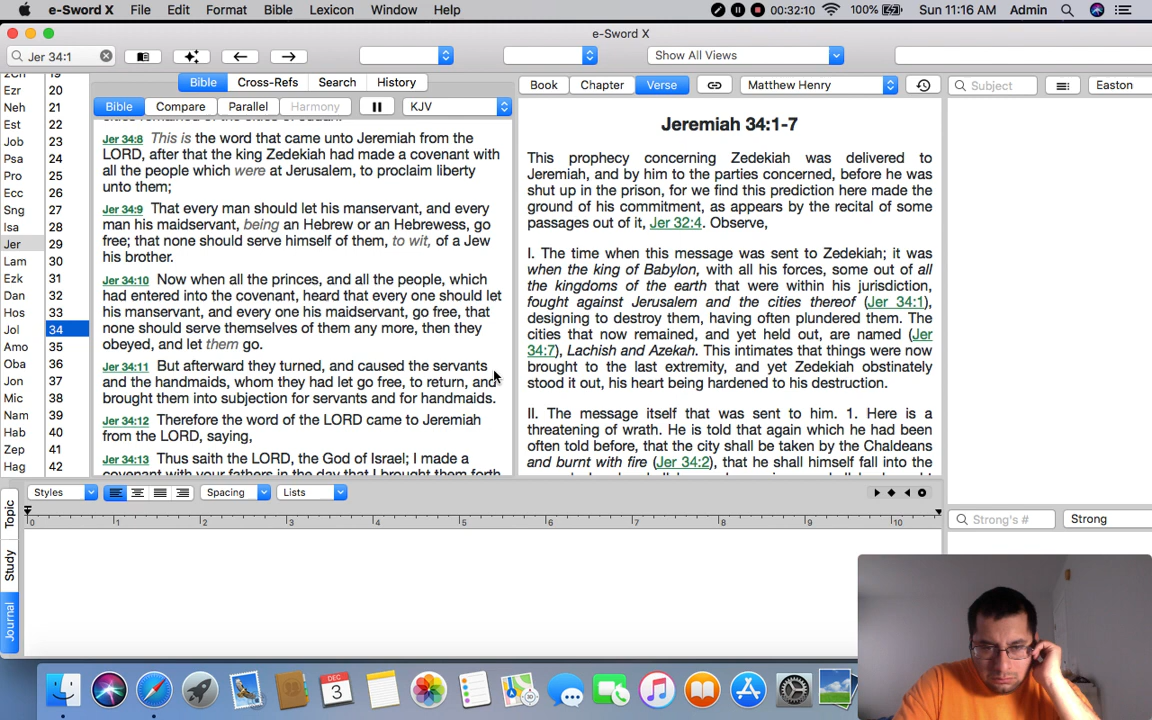 e-Sword X File Edit Format Bible Lexicon Window Help 00:32:10 100% Sun 11:16 AM Admin
e-Sword X
Jer 34:1 Show All Views
Bible Cross-Refs Search History
Book Chapter Verse Matthew Henry Subject Easton
Bible Compare Parallel Harmony KJV
Ezr 20
Neh 21
Est 22
Job 23
Psa 24
Pro 25
Ecc 26
Sng 27
Isa 28
Jer 29
Lam 30
Ezk 31
Dan 32
Hos 33
Jol 34
Amo 35
Oba 36
Jon 37
Mic 38
Nam 39
Hab 40
Zep 41
Hag 42
Jer 34:8 This is the word that came unto Jeremiah from the
LORD, after that the king Zedekiah had made a covenant with
all the people which were at Jerusalem, to proclaim liberty
unto them;
Jer 34:9 That every man should let his manservant, and every
man his maidservant, being an Hebrew or an Hebrewess, go
free; that none should serve himself of them, to wit, of a Jew
his brother.
Jer 34:10 Now when all the princes, and all the people, which
had entered into the covenant, heard that every one should let
his manservant, and every one his maidservant, go free, that
none should serve themselves of them any more, then they
obeyed, and let them go.
Jer 34:11 But afterward they turned, and caused the servants
and the handmaids, whom they had let go free, to return, and
brought them into subjection for servants and for handmaids.
Jer 34:12 Therefore the word of the LORD came to Jeremiah
from the LORD, saying,
Jer 34:13 Thus saith the LORD, the God of Israel; I made a
covenant with your fathers in the day that I brought them forth
Jeremiah 34:1-7
This prophecy concerning Zedekiah was delivered to
Jeremiah, and by him to the parties concerned, before he was
shut up in the prison, for we find this prediction here made the
ground of his commitment, as appears by the recital of some
passages out of it, Jer 32:4. Observe,
I. The time when this message was sent to Zedekiah; it was
when the king of Babylon, with all his forces, some out of all
the kingdoms of the earth that were within his jurisdiction,
fought against Jerusalem and the cities thereof (Jer 34:1),
designing to destroy them, having often plundered them. The
cities that now remained, and yet held out, are named (Jer
34:7), Lachish and Azekah. This intimates that things were now
brought to the last extremity, and yet Zedekiah obstinately
stood it out, his heart being hardened to his destruction.
II. The message itself that was sent to him. 1. Here is a
threatening of wrath. He is told that again which he had been
often told before, that the city shall be taken by the Chaldeans
and burnt with fire (Jer 34:2), that he shall himself fall into the
Styles Spacing Lists
0 1 2 3 4 5 6 7 8 9 10
Topic
Study
Journal
Strong's # Strong
DEC
3